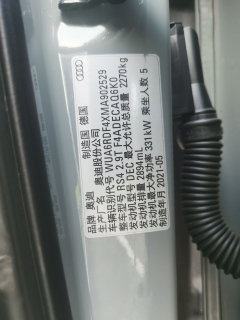 制造国 德国
品牌 奥迪
生产厂名 奥迪股份公司
车辆识别代号 WUA6RDF4XMA902529
整车型号 RS4 2.9T F4ADECAQ6K0
发动机型号 DEC 最大允许总质量 2270kg
发动机排量 2894mL 乘坐人数 5
发动机最大净功率 331kW
制造年月 2021-05